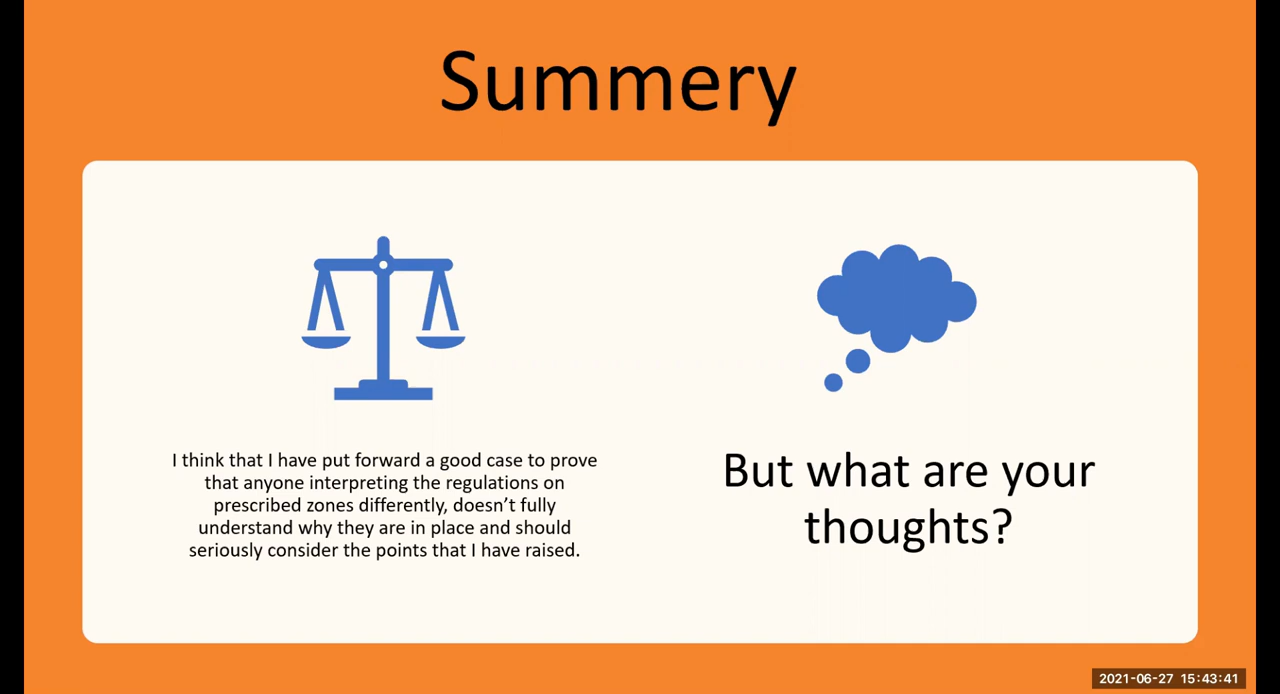 Summery
I think that I have put forward a good case to prove
that anyone interpreting the regulations on
prescribed zones differently, doesn’t fully
understand why they are in place and should
seriously consider the points that I have raised.
But what are your
thoughts?
2021-06-27 15:43:41